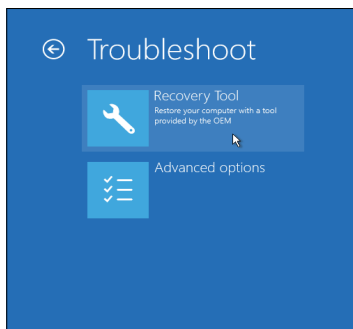 Troubleshoot
Recovery Tool
Restore your computer with a tool
provided by the OEM
Advanced options